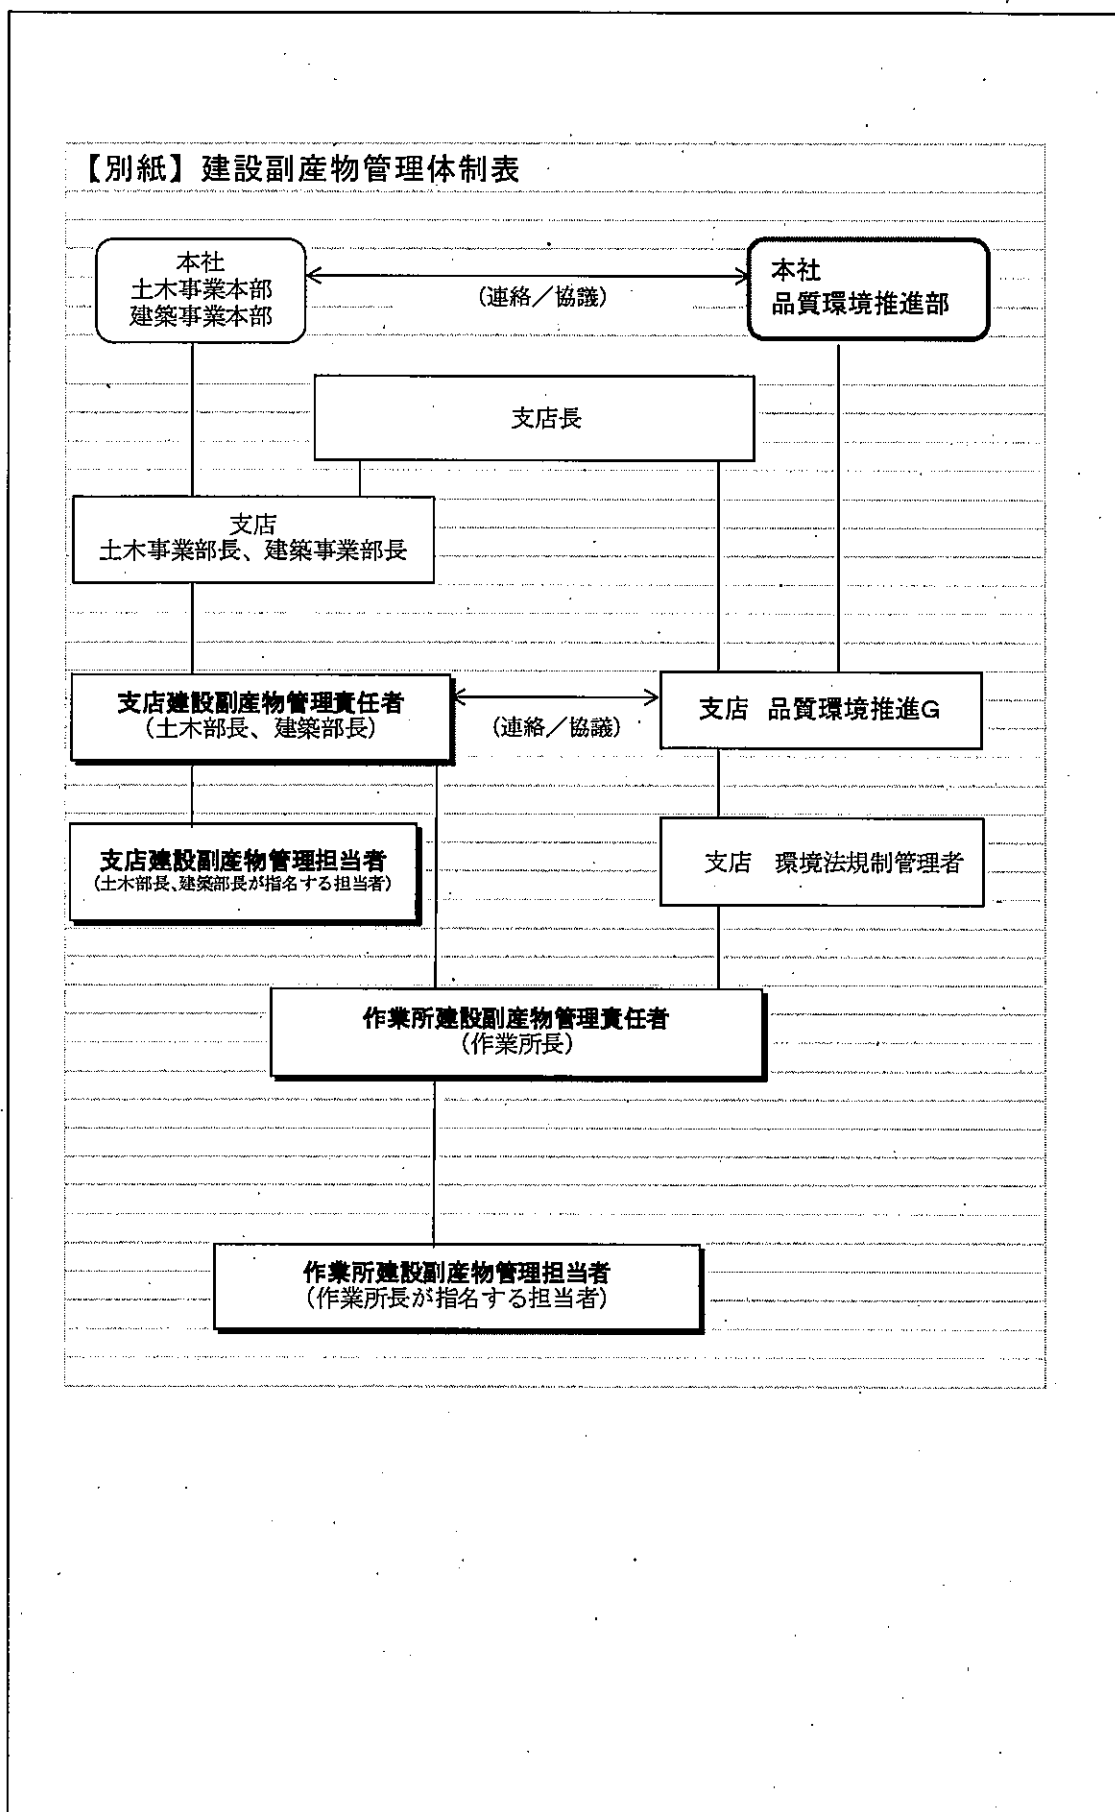 【別紙】建設副産物管理体制表
本社
土木事業本部
建築事業本部
(連絡／協議)
本社
品質環境推進部
支店長
支店
土木事業部長、建築事業部長
支店建設副産物管理責任者
(土木部長、建築部長)
(連絡／協議)
支店 品質環境推進G
支店建設副産物管理担当者
(土木部長、建築部長が指名する担当者)
支店 環境法規制管理者
作業所建設副産物管理責任者
(作業所長)
作業所建設副産物管理担当者
(作業所長が指名する担当者)